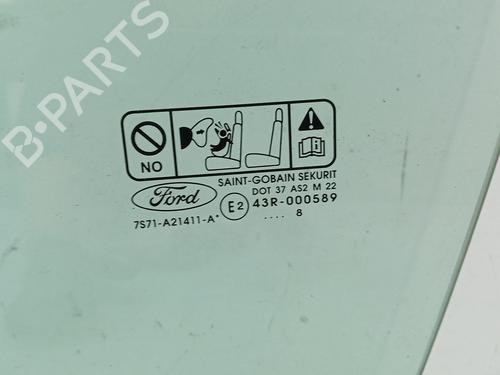 B-PARTS
NO
SAINT-GOBAIN SEKURIT
Ford
DOT 37 AS2 M 22
7S71-A21411-A*
E2
43R-000589
.... 8